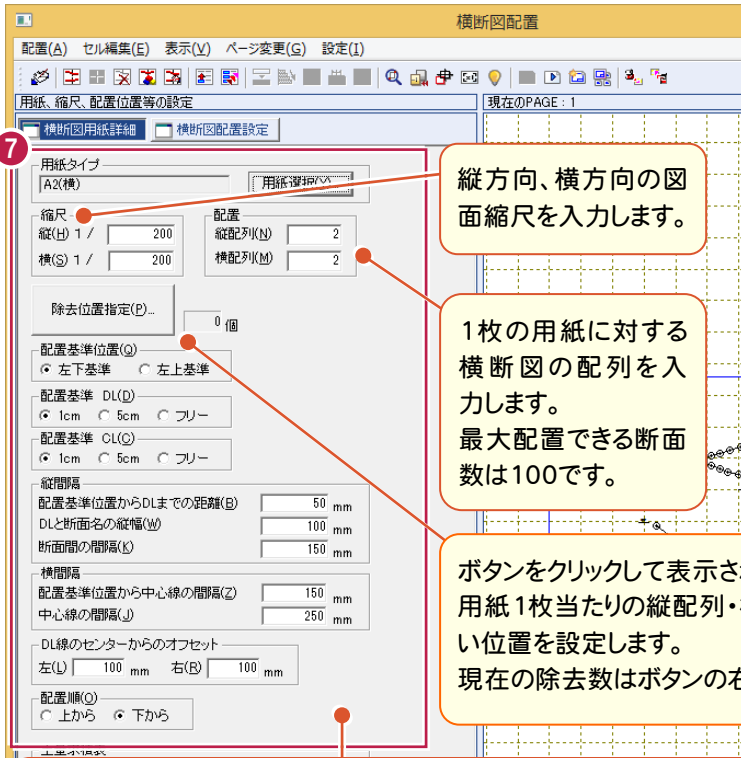 横断図配置
配置(A) セル編集(E) 表示(V) ページ変更(G) 設定(I)
用紙、縮尺、配置位置等の設定
現在のPAGE : 1
横断図用紙詳細 横断図配置設定
7
用紙タイプ
A2(横)
縮尺
縦(H) 1 / 200
横(S) 1 / 200
配置
縦配列(N) 2
横配列(M) 2
除去位置指定(P)...
0 個
配置基準位置(Q)
左下基準 左上基準
配置基準 DL(D)
1cm 5cm フリー
配置基準 CL(C)
1cm 5cm フリー
縦間隔
配置基準位置からDLまでの距離(B) 50 mm
DLと断面名の縦幅(W) 100 mm
断面間の間隔(K) 150 mm
横間隔
配置基準位置から中心線の間隔(Z) 150 mm
中心線の間隔(J) 250 mm
DL線のセンターからのオフセット
左(L) 100 mm 右(R) 100 mm
配置順(O)
上から 下から
縦方向、横方向の図
面縮尺を入力します。
1枚の用紙に対する
横断図の配列を入
力します。
最大配置できる断面
数は100です。
ボタンをクリックして表示さ
用紙1枚当たりの縦配列・
い位置を設定します。
現在の除去数はボタンの